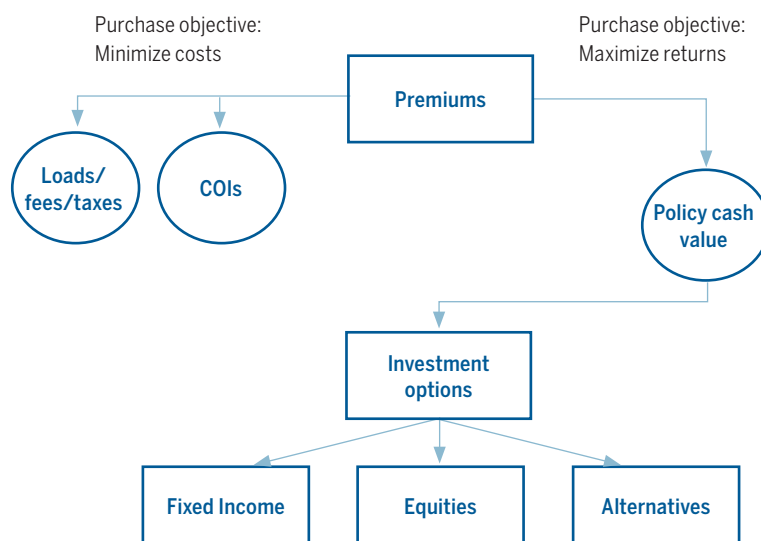 Purchase objective:
Minimize costs
Purchase objective:
Maximize returns
Premiums
Loads/
fees/taxes
COIs
Policy cash
value
Investment
options
Fixed Income
Equities
Alternatives